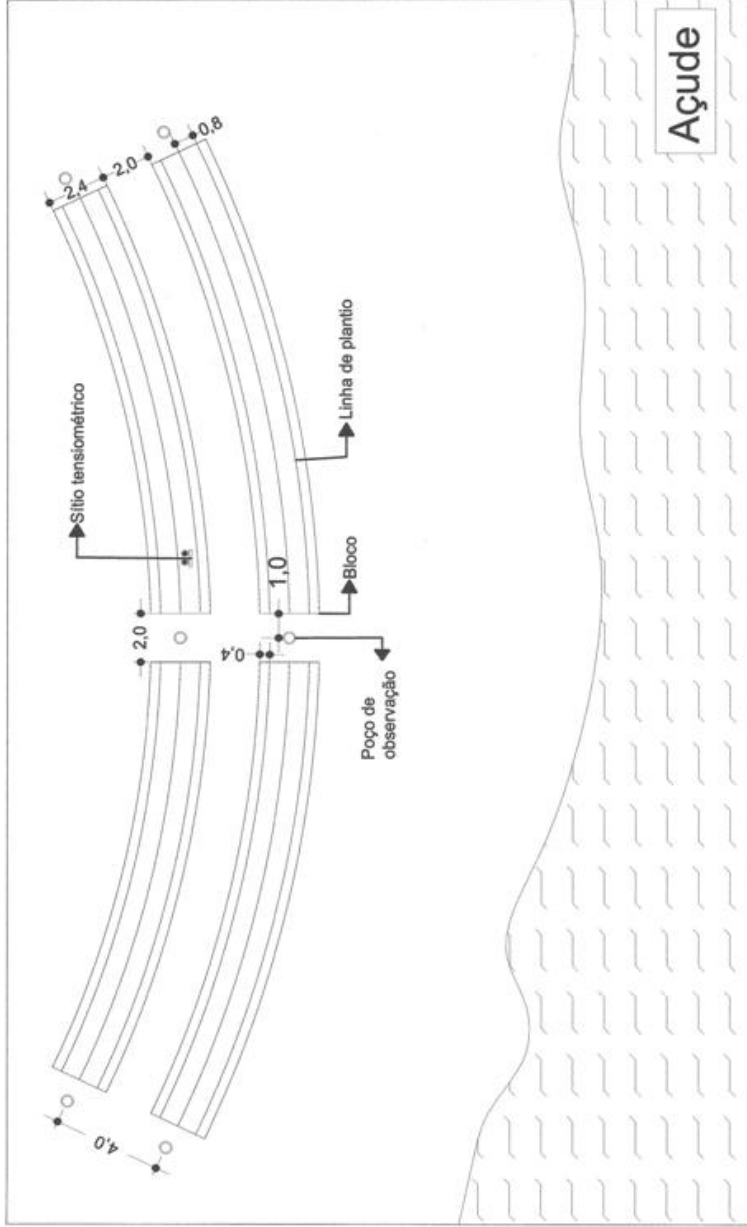 2,4
2,0
0,8
Sítio tensiométrico
Linha de plantio
2,0
1,0
Bloco
0,4
Poço de
observação
4,0
Açude